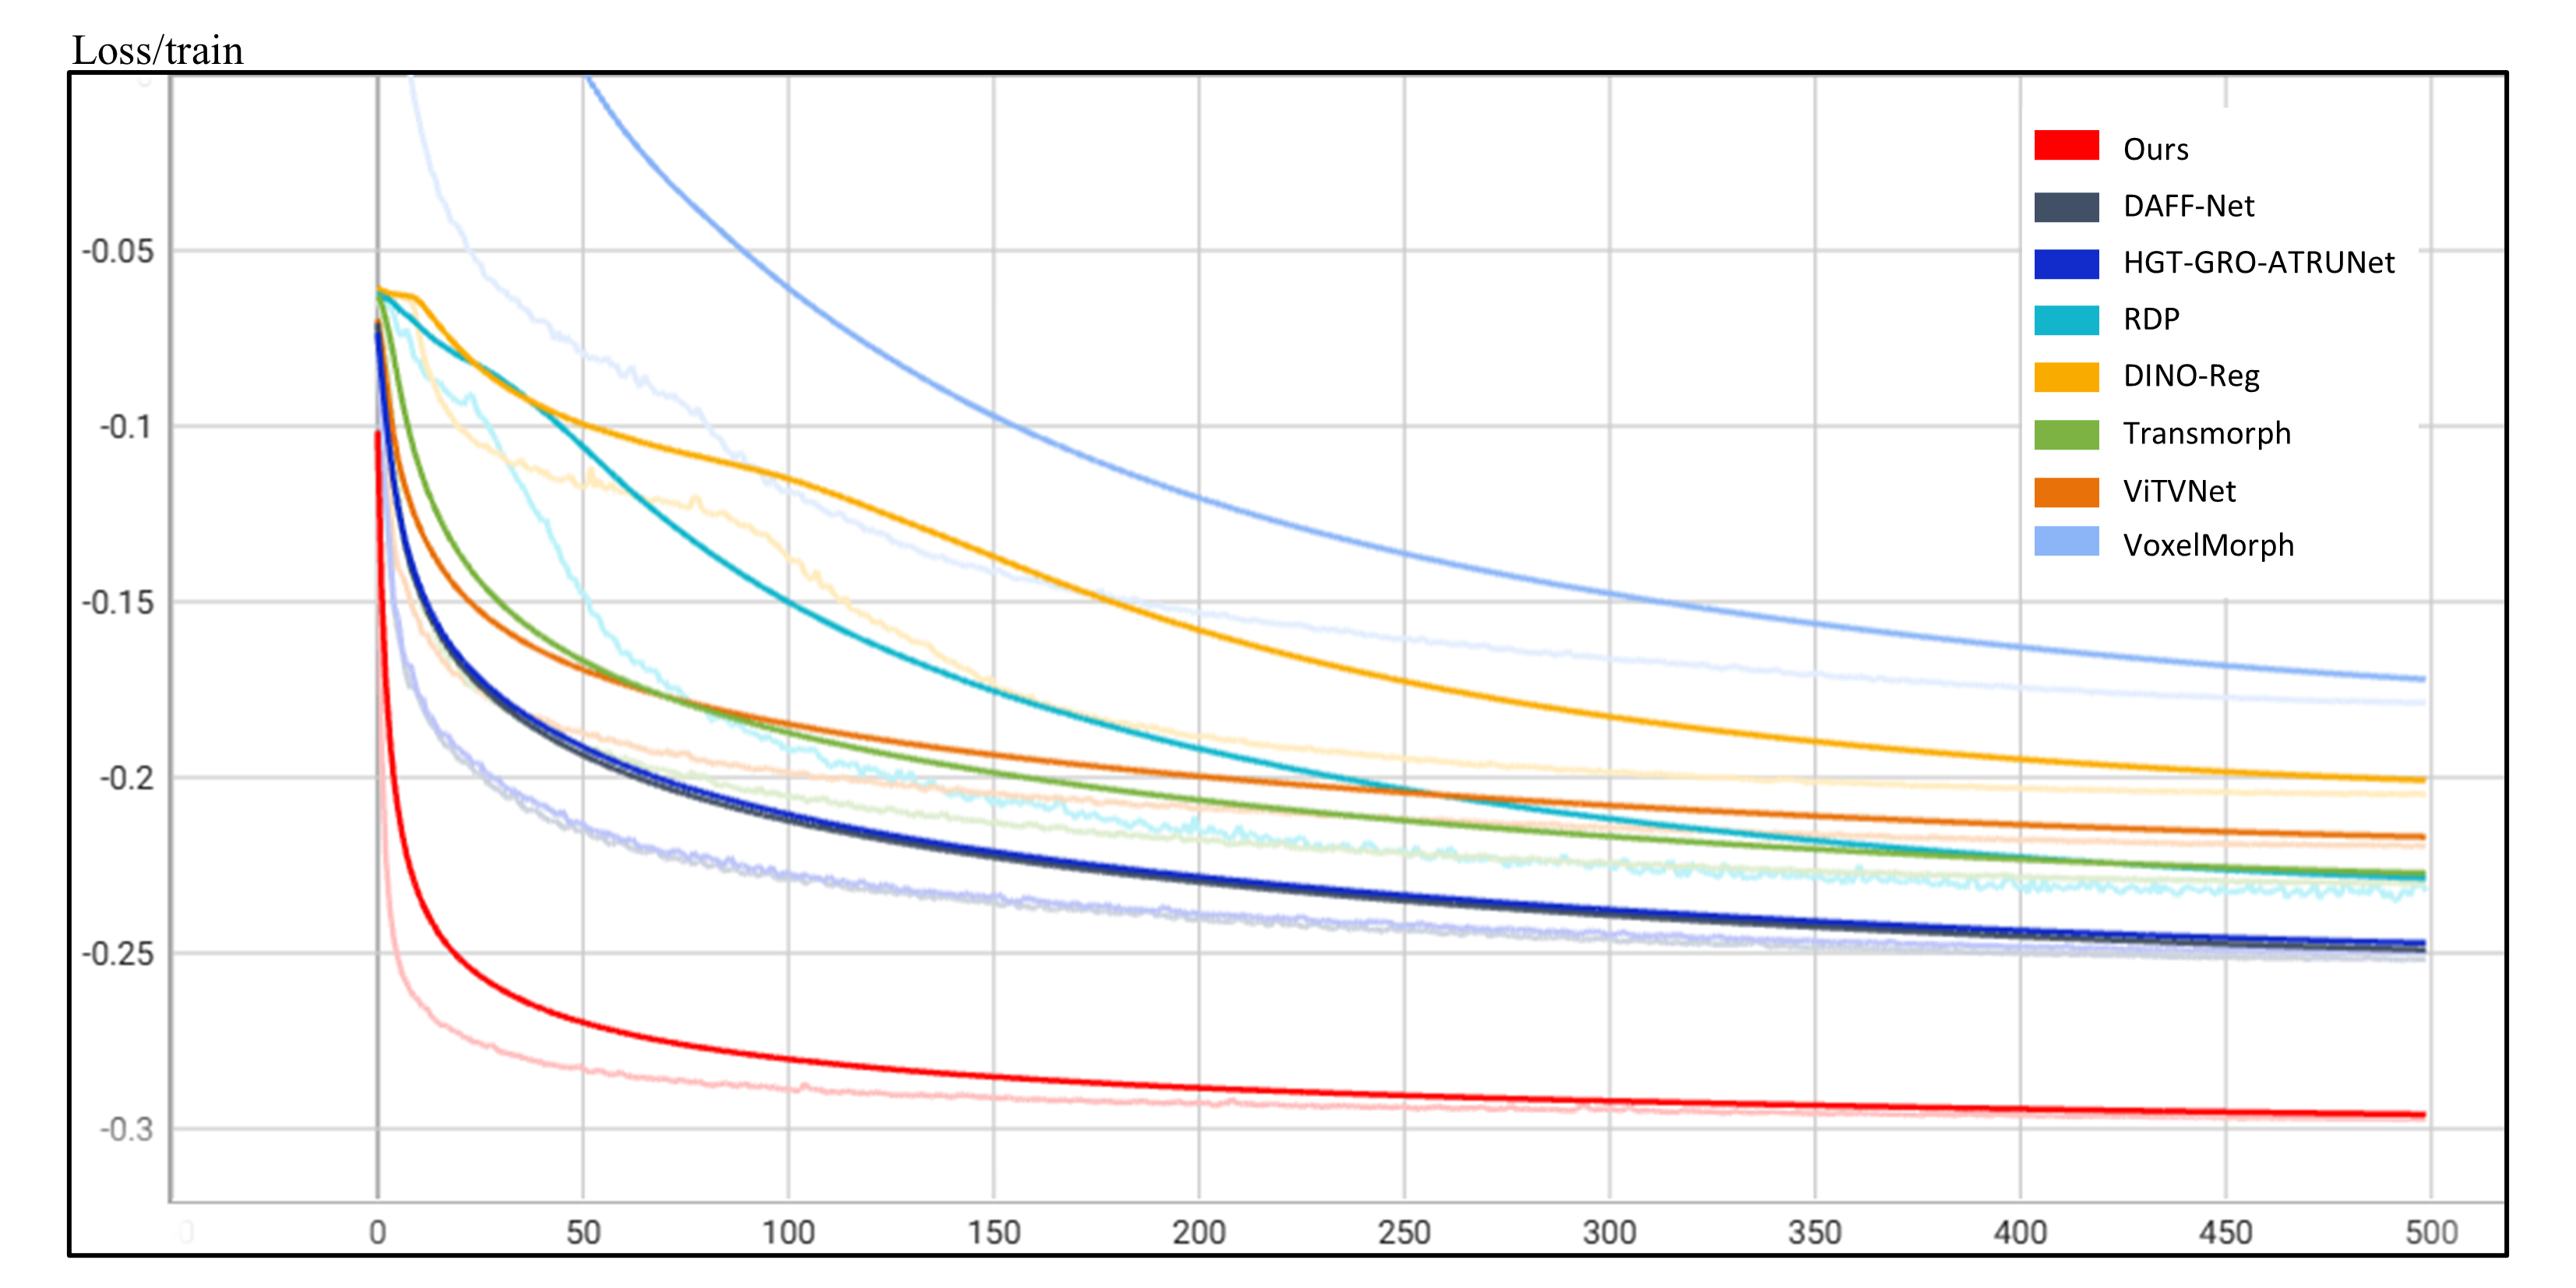 Loss/train
-0.05
-0.1
-0.15
-0.2
-0.25
-0.3
0 50 100 150 200 250 300 350 400 450 500
Ours
DAFF-Net
HGT-GRO-ATRUNet
RDP
DINO-Reg
Transmorph
ViTVNet
VoxelMorph